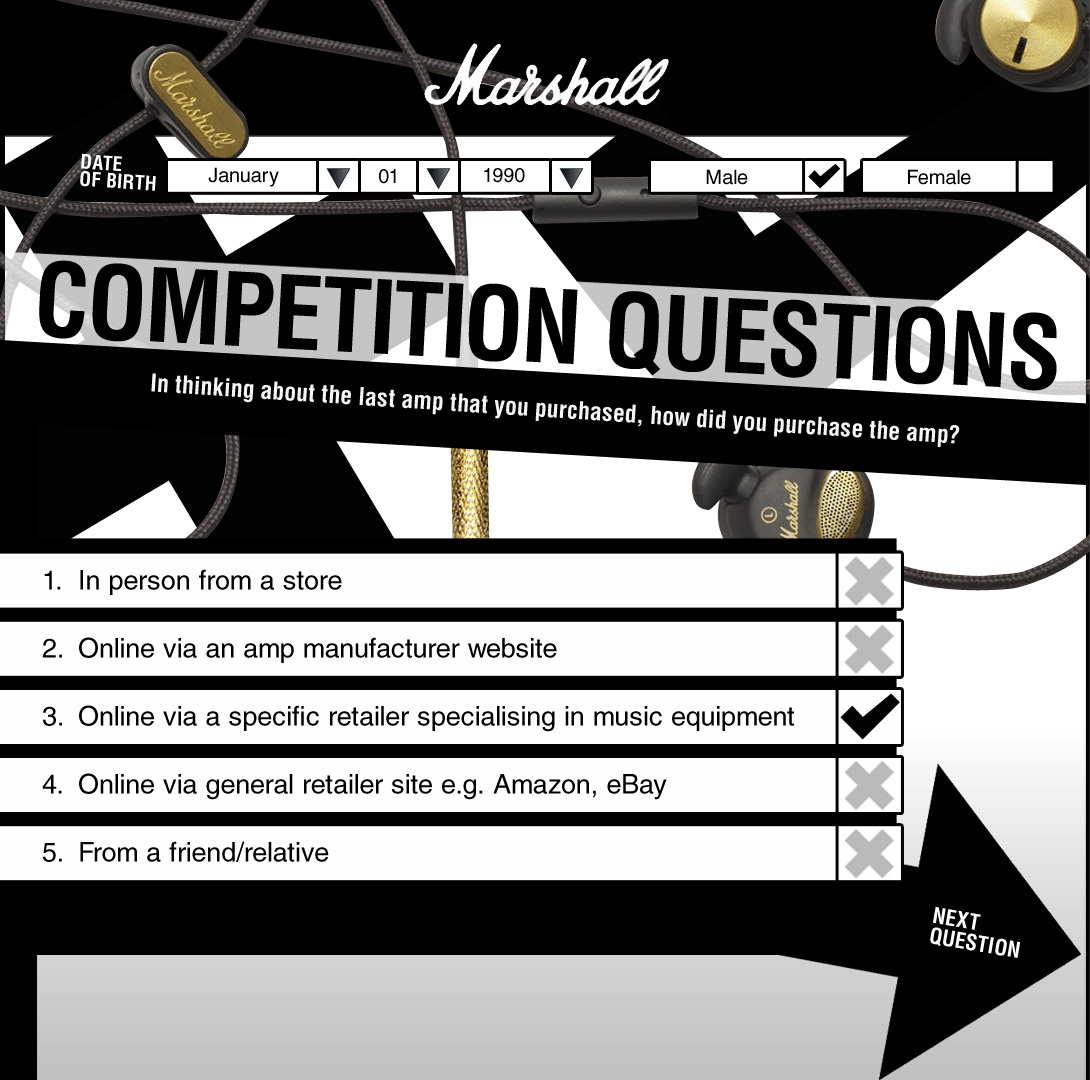 Marshall
Marshall
DATE
OF BIRTH
January
01
1990
Male
Female
COMPETITION QUESTIONS
In thinking about the last amp that you purchased, how did you purchase the amp?
L
Marshall
1. In person from a store
2. Online via an amp manufacturer website
3. Online via a specific retailer specialising in music equipment
4. Online via general retailer site e.g. Amazon, eBay
5. From a friend/relative
NEXT
QUESTION